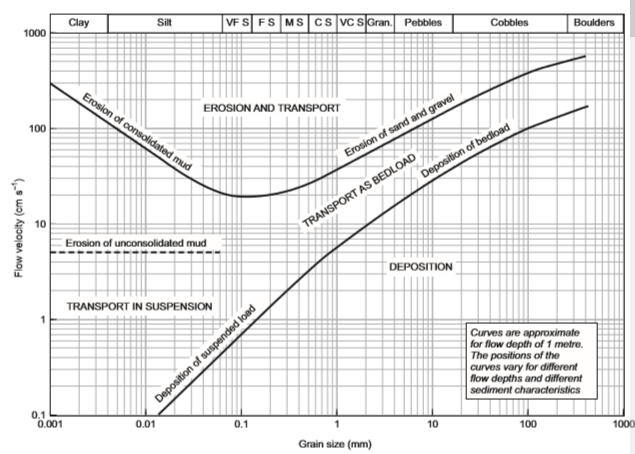 Clay Silt VF S F S M S C S VC S Gran. Pebbles Cobbles Boulders
1000
100
10
1
0.1
Flow velocity (cm s⁻¹)
Erosion of consolidated mud
EROSION AND TRANSPORT
Erosion of sand and gravel
Deposition of bedload
TRANSPORT AS BEDLOAD
Erosion of unconsolidated mud
DEPOSITION
TRANSPORT IN SUSPENSION
Deposition of suspended load
Curves are approximate
for flow depth of 1 metre.
The positions of the
curves vary for different
flow depths and different
sediment characteristics
0.001 0.01 0.1 1 10 100 1000
Grain size (mm)